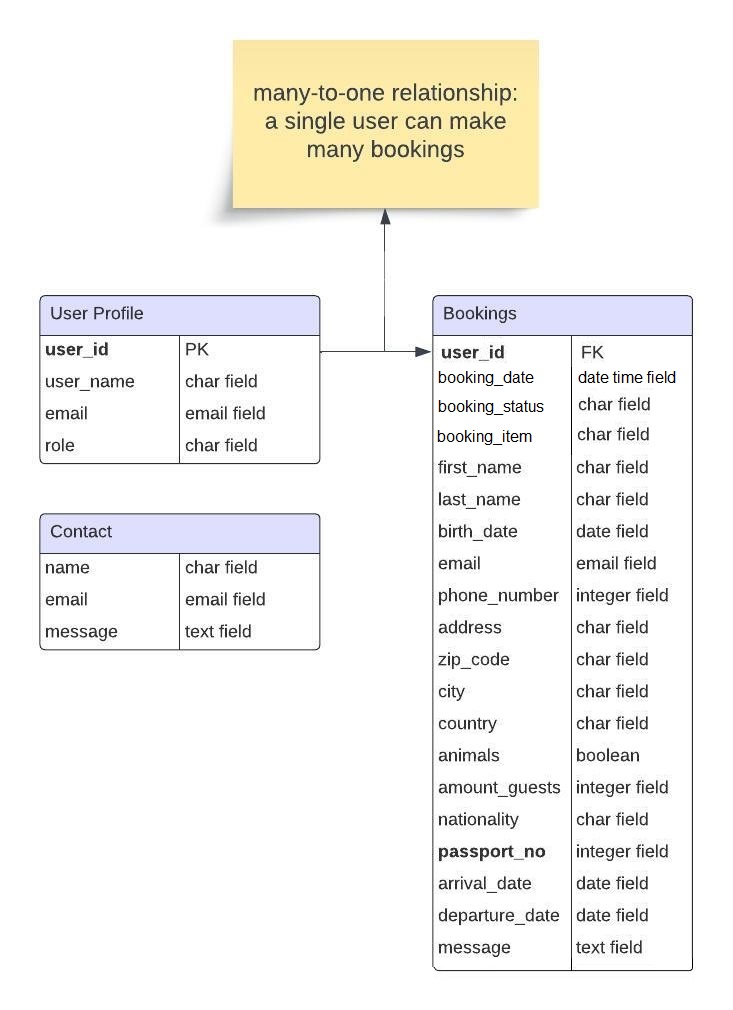 many-to-one relationship:
a single user can make
many bookings
User Profile
user_id PK
user_name char field
email email field
role char field
Contact
name char field
email email field
message text field
Bookings
user_id FK
booking_date date time field
booking_status char field
booking_item char field
first_name char field
last_name char field
birth_date date field
email email field
phone_number integer field
address char field
zip_code char field
city char field
country char field
animals boolean
amount_guests integer field
nationality char field
passport_no integer field
arrival_date date field
departure_date date field
message text field